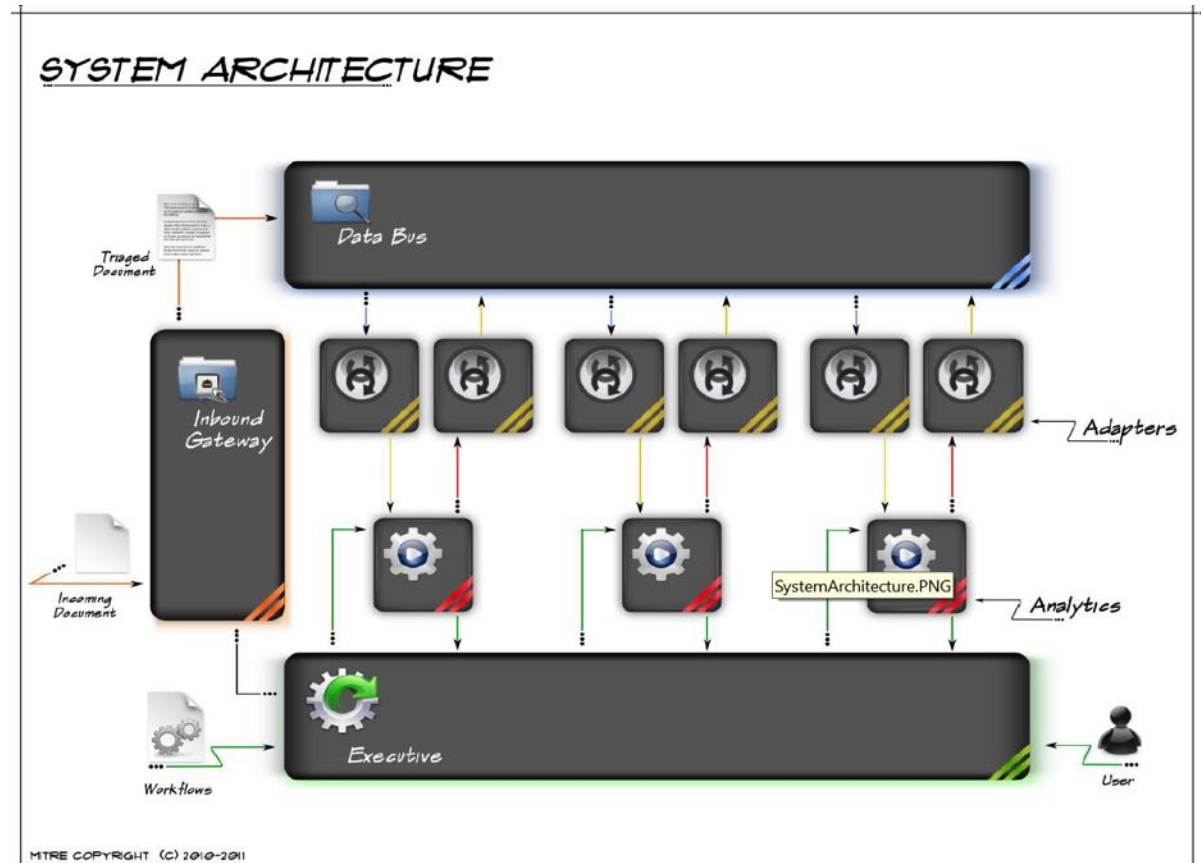 SYSTEM ARCHITECTURE
Data Bus
Triaged
Document
Inbound
Gateway
Adapters
Incoming
Document
SystemArchitecture.PNG
Analytics
Executive
Workflows
User
MITRE COPYRIGHT (C) 2010-2011